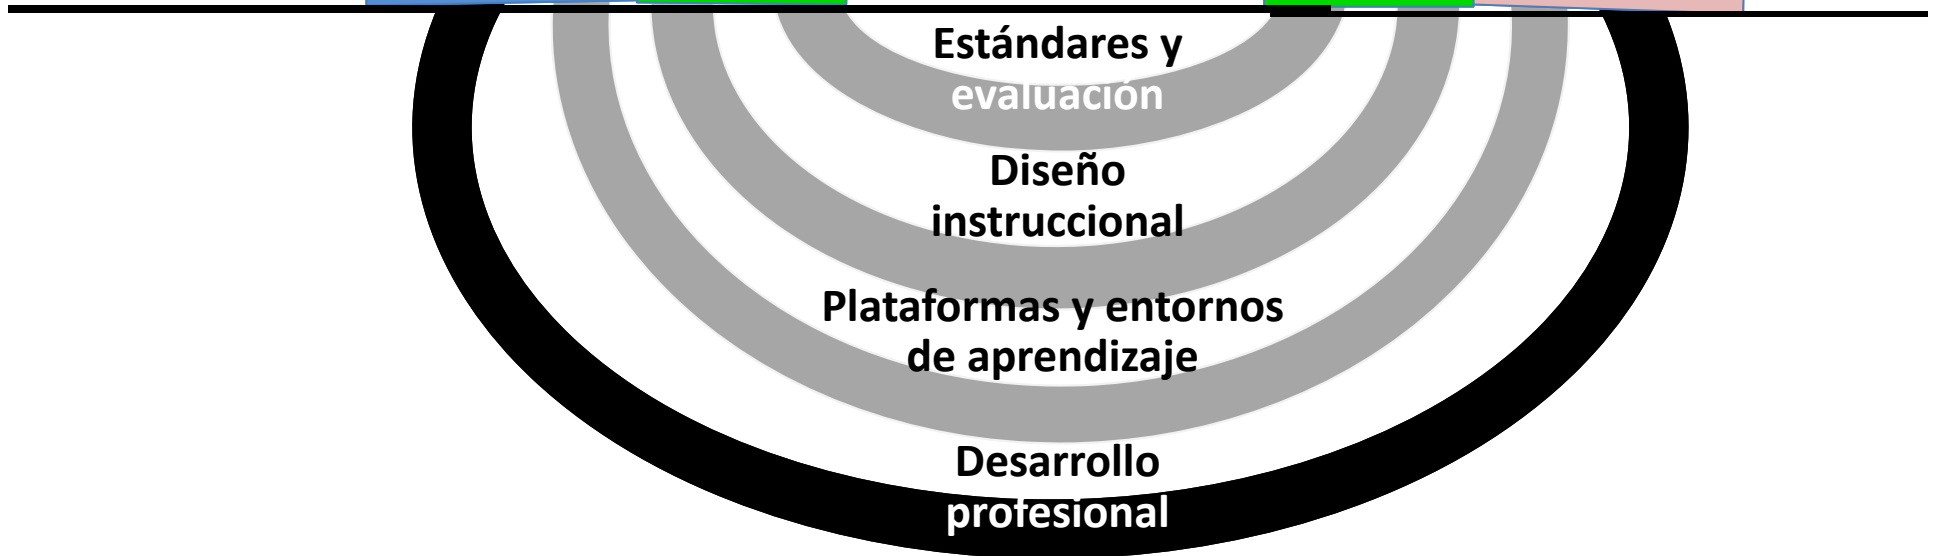 Estándares y
evaluación
Diseño
instruccional
Plataformas y entornos
de aprendizaje
Desarrollo
profesional